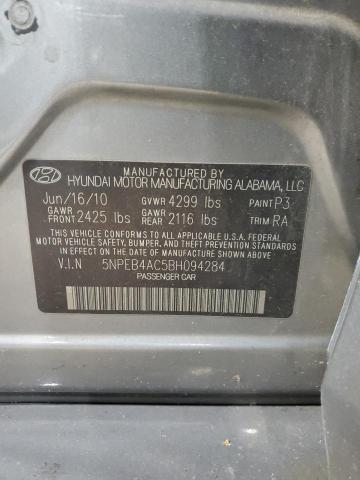 MANUFACTURED BY
HYUNDAI MOTOR MANUFACTURING ALABAMA, LLC
Jun/16/10 GVWR 4299 lbs PAINT P3
GAWR FRONT 2425 lbs GAWR REAR 2116 lbs TRIM RA
THIS VEHICLE CONFORMS TO ALL APPLICABLE U.S.A. FEDERAL
MOTOR VEHICLE SAFETY, BUMPER, AND THEFT PREVENTION
STANDARDS IN EFFECT ON THE DATE OF MANUFACTURE SHOWN ABOVE.
V.I.N 5NPEB4AC5BH094284
PASSENGER CAR